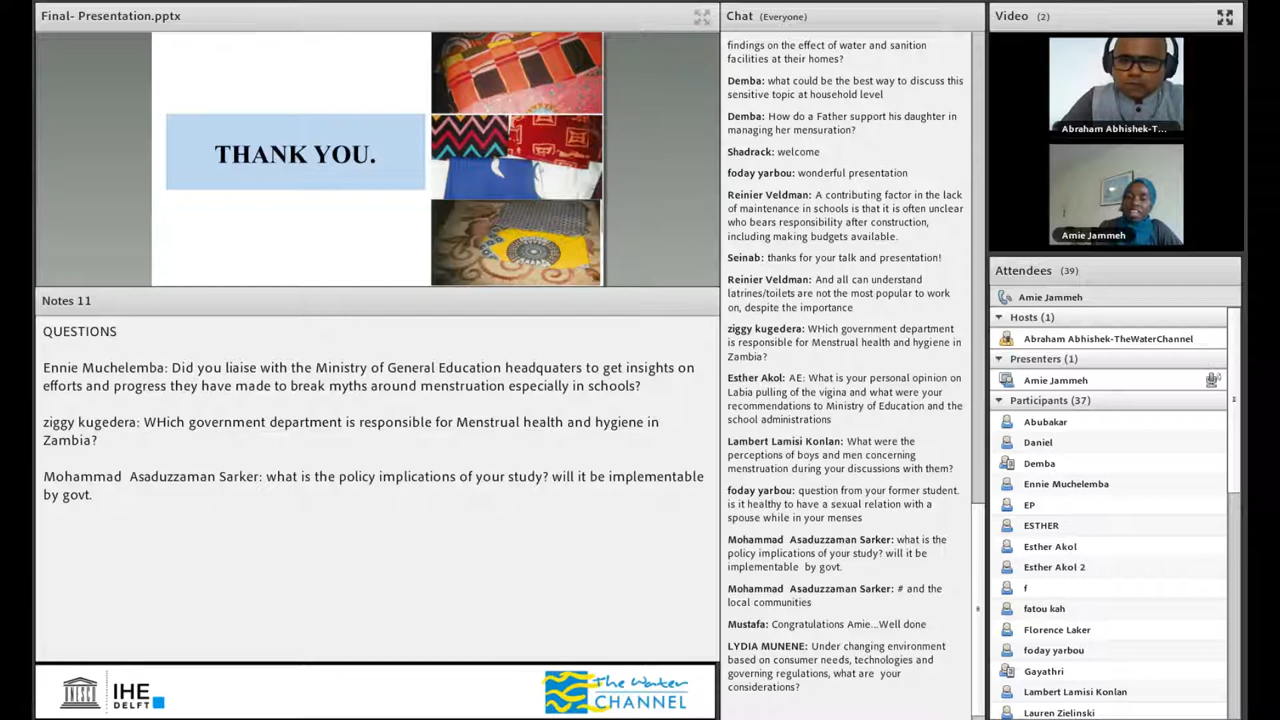 Final- Presentation.pptx
THANK YOU.
Notes 11
QUESTIONS
Ennie Muchelemba: Did you liaise with the Ministry of General Education headquaters to get insights on
efforts and progress they have made to break myths around menstruation especially in schools?
ziggy kugedera: WHich government department is responsible for Menstrual health and hygiene in
Zambia?
Mohammad  Asaduzzaman Sarker: what is the policy implications of your study? will it be implementable
by govt.
IHE
DELFT
The Water
CHANNEL
Chat (Everyone)
findings on the effect of water and sanition
facilities at their homes?
Demba: what could be the best way to discuss this
sensitive topic at household level
Demba: How do a Father support his daughter in
managing her mensuration?
Shadrack: welcome
foday yarbou: wonderful presentation
Reinier Veldman: A contributing factor in the lack
of maintenance in schools is that it is often unclear
who bears responsibility after construction,
including making budgets available.
Seinab: thanks for your talk and presentation!
Reinier Veldman: And all can understand
latrines/toilets are not the most popular to work
on, despite the importance
ziggy kugedera: WHich government department
is responsible for Menstrual health and hygiene in
Zambia?
Esther Akol: AE: What is your personal opinion on
Labia pulling of the vigina and what were your
recommendations to Ministry of Education and the
school administrations
Lambert Lamisi Konlan: What were the
perceptions of boys and men concerning
menstruation during your discussions with them?
foday yarbou: question from your former student.
is it healthy to have a sexual relation with a
spouse while in your menses
Mohammad  Asaduzzaman Sarker: what is the
policy implications of your study? will it be
implementable  by govt.
Mohammad  Asaduzzaman Sarker: # and the
local communities
Mustafa: Congratulations Amie...Well done
LYDIA MUNENE: Under changing environment
based on consumer needs, technologies and
governing regulations, what are  your
considerations?
Video (2)
Abraham Abhishek-T...
Amie Jammeh
Attendees (39)
Amie Jammeh
Hosts (1)
Abraham Abhishek-TheWaterChannel
Presenters (1)
Amie Jammeh
Participants (37)
Abubakar
Daniel
Demba
Ennie Muchelemba
EP
ESTHER
Esther Akol
Esther Akol 2
f
fatou kah
Florence Laker
foday yarbou
Gayathri
Lambert Lamisi Konlan
Lauren Zielinski